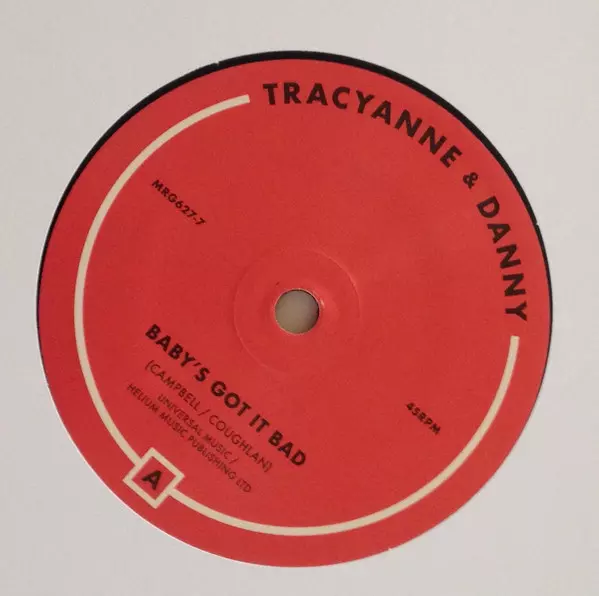 TRACYANNE & DANNY
MRG627-7
45RPM
BABY'S GOT IT BAD
(CAMPBELL / COUGHLAN)
UNIVERSAL MUSIC /
HELIUM MUSIC PUBLISHING LTD
A